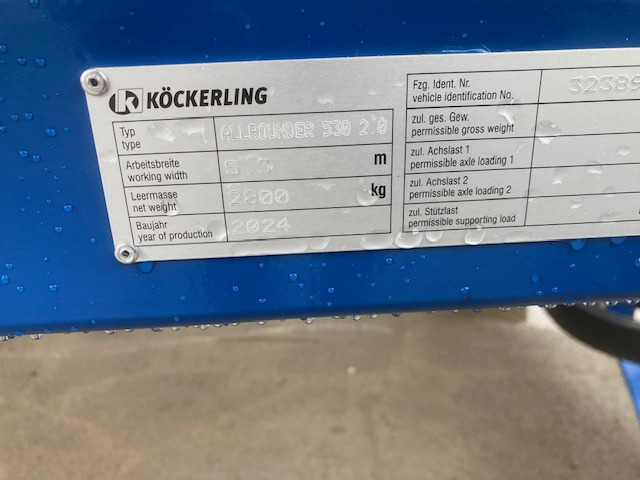 KÖCKERLING
Typ
type
ALLROUNDER 530 2.0
Arbeitsbreite
working width
5.3
m
Leermasse
net weight
2800
kg
Baujahr
year of production
2024
Fzg. Ident. Nr.
vehicle identification No.
32389
zul. ges. Gew.
permissible gross weight
zul. Achslast 1
permissible axle loading 1
zul. Achslast 2
permissible axle loading 2
zul. Stützlast
permissible supporting load